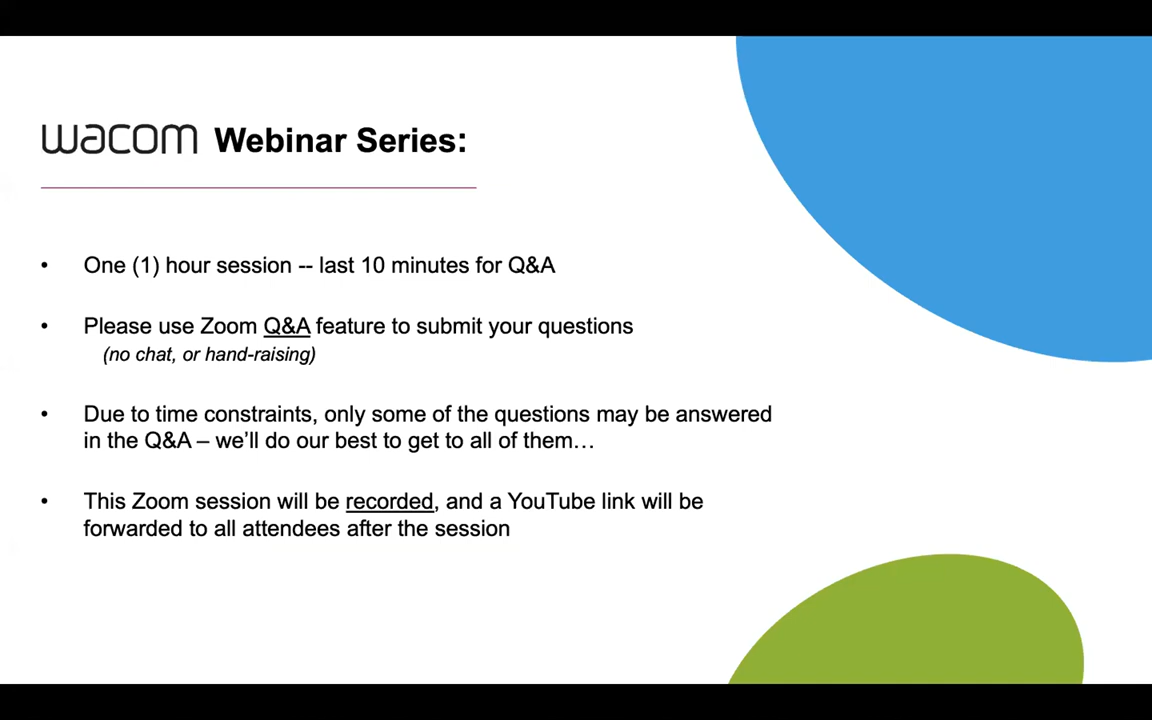 wacom Webinar Series:
• One (1) hour session -- last 10 minutes for Q&A
• Please use Zoom Q&A feature to submit your questions
(no chat, or hand-raising)
• Due to time constraints, only some of the questions may be answered
in the Q&A – we’ll do our best to get to all of them…
• This Zoom session will be recorded, and a YouTube link will be
forwarded to all attendees after the session